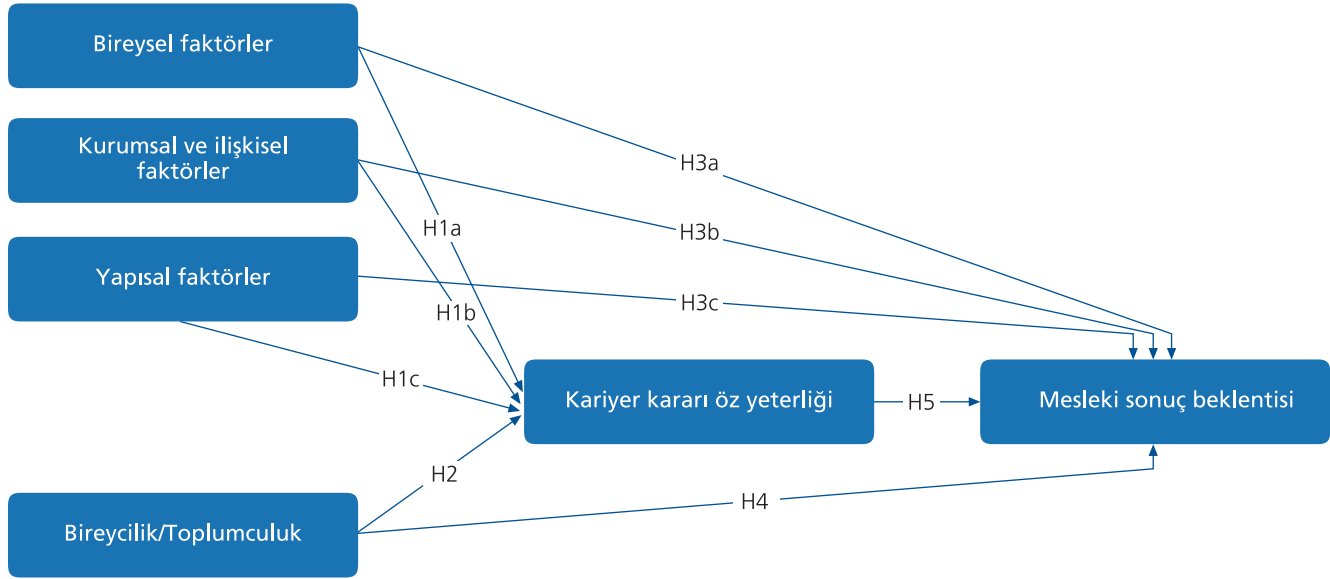 Bireysel faktörler
Kurumsal ve ilişkisel
faktörler
H3a
H1a
H3b
Yapısal faktörler
H3c
H1b
H1c
Kariyer kararı öz yeterliği
H5
Mesleki sonuç beklentisi
H2
H4
Bireycilik/Toplumculuk